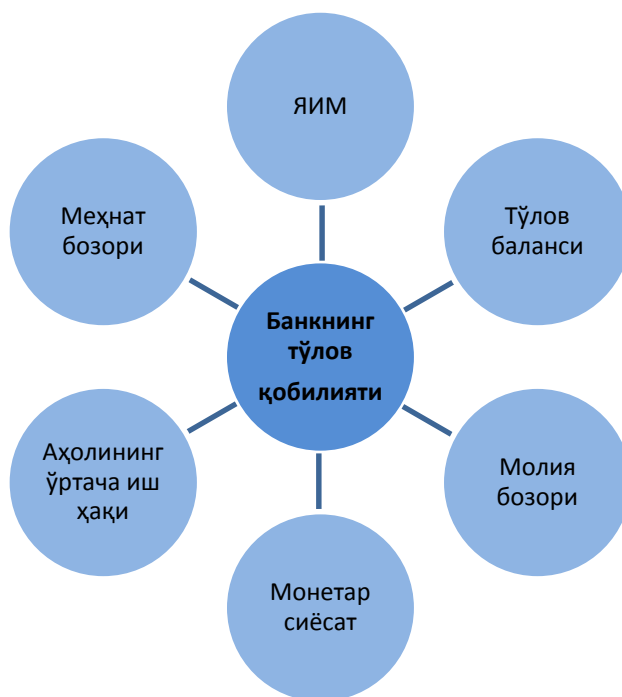 ЯИМ
Тўлов
баланси
Молия
бозори
Монетар
сиёсат
Аҳолининг
ўртача иш
ҳақи
Меҳнат
бозори
Банкнинг
тўлов
қобилияти